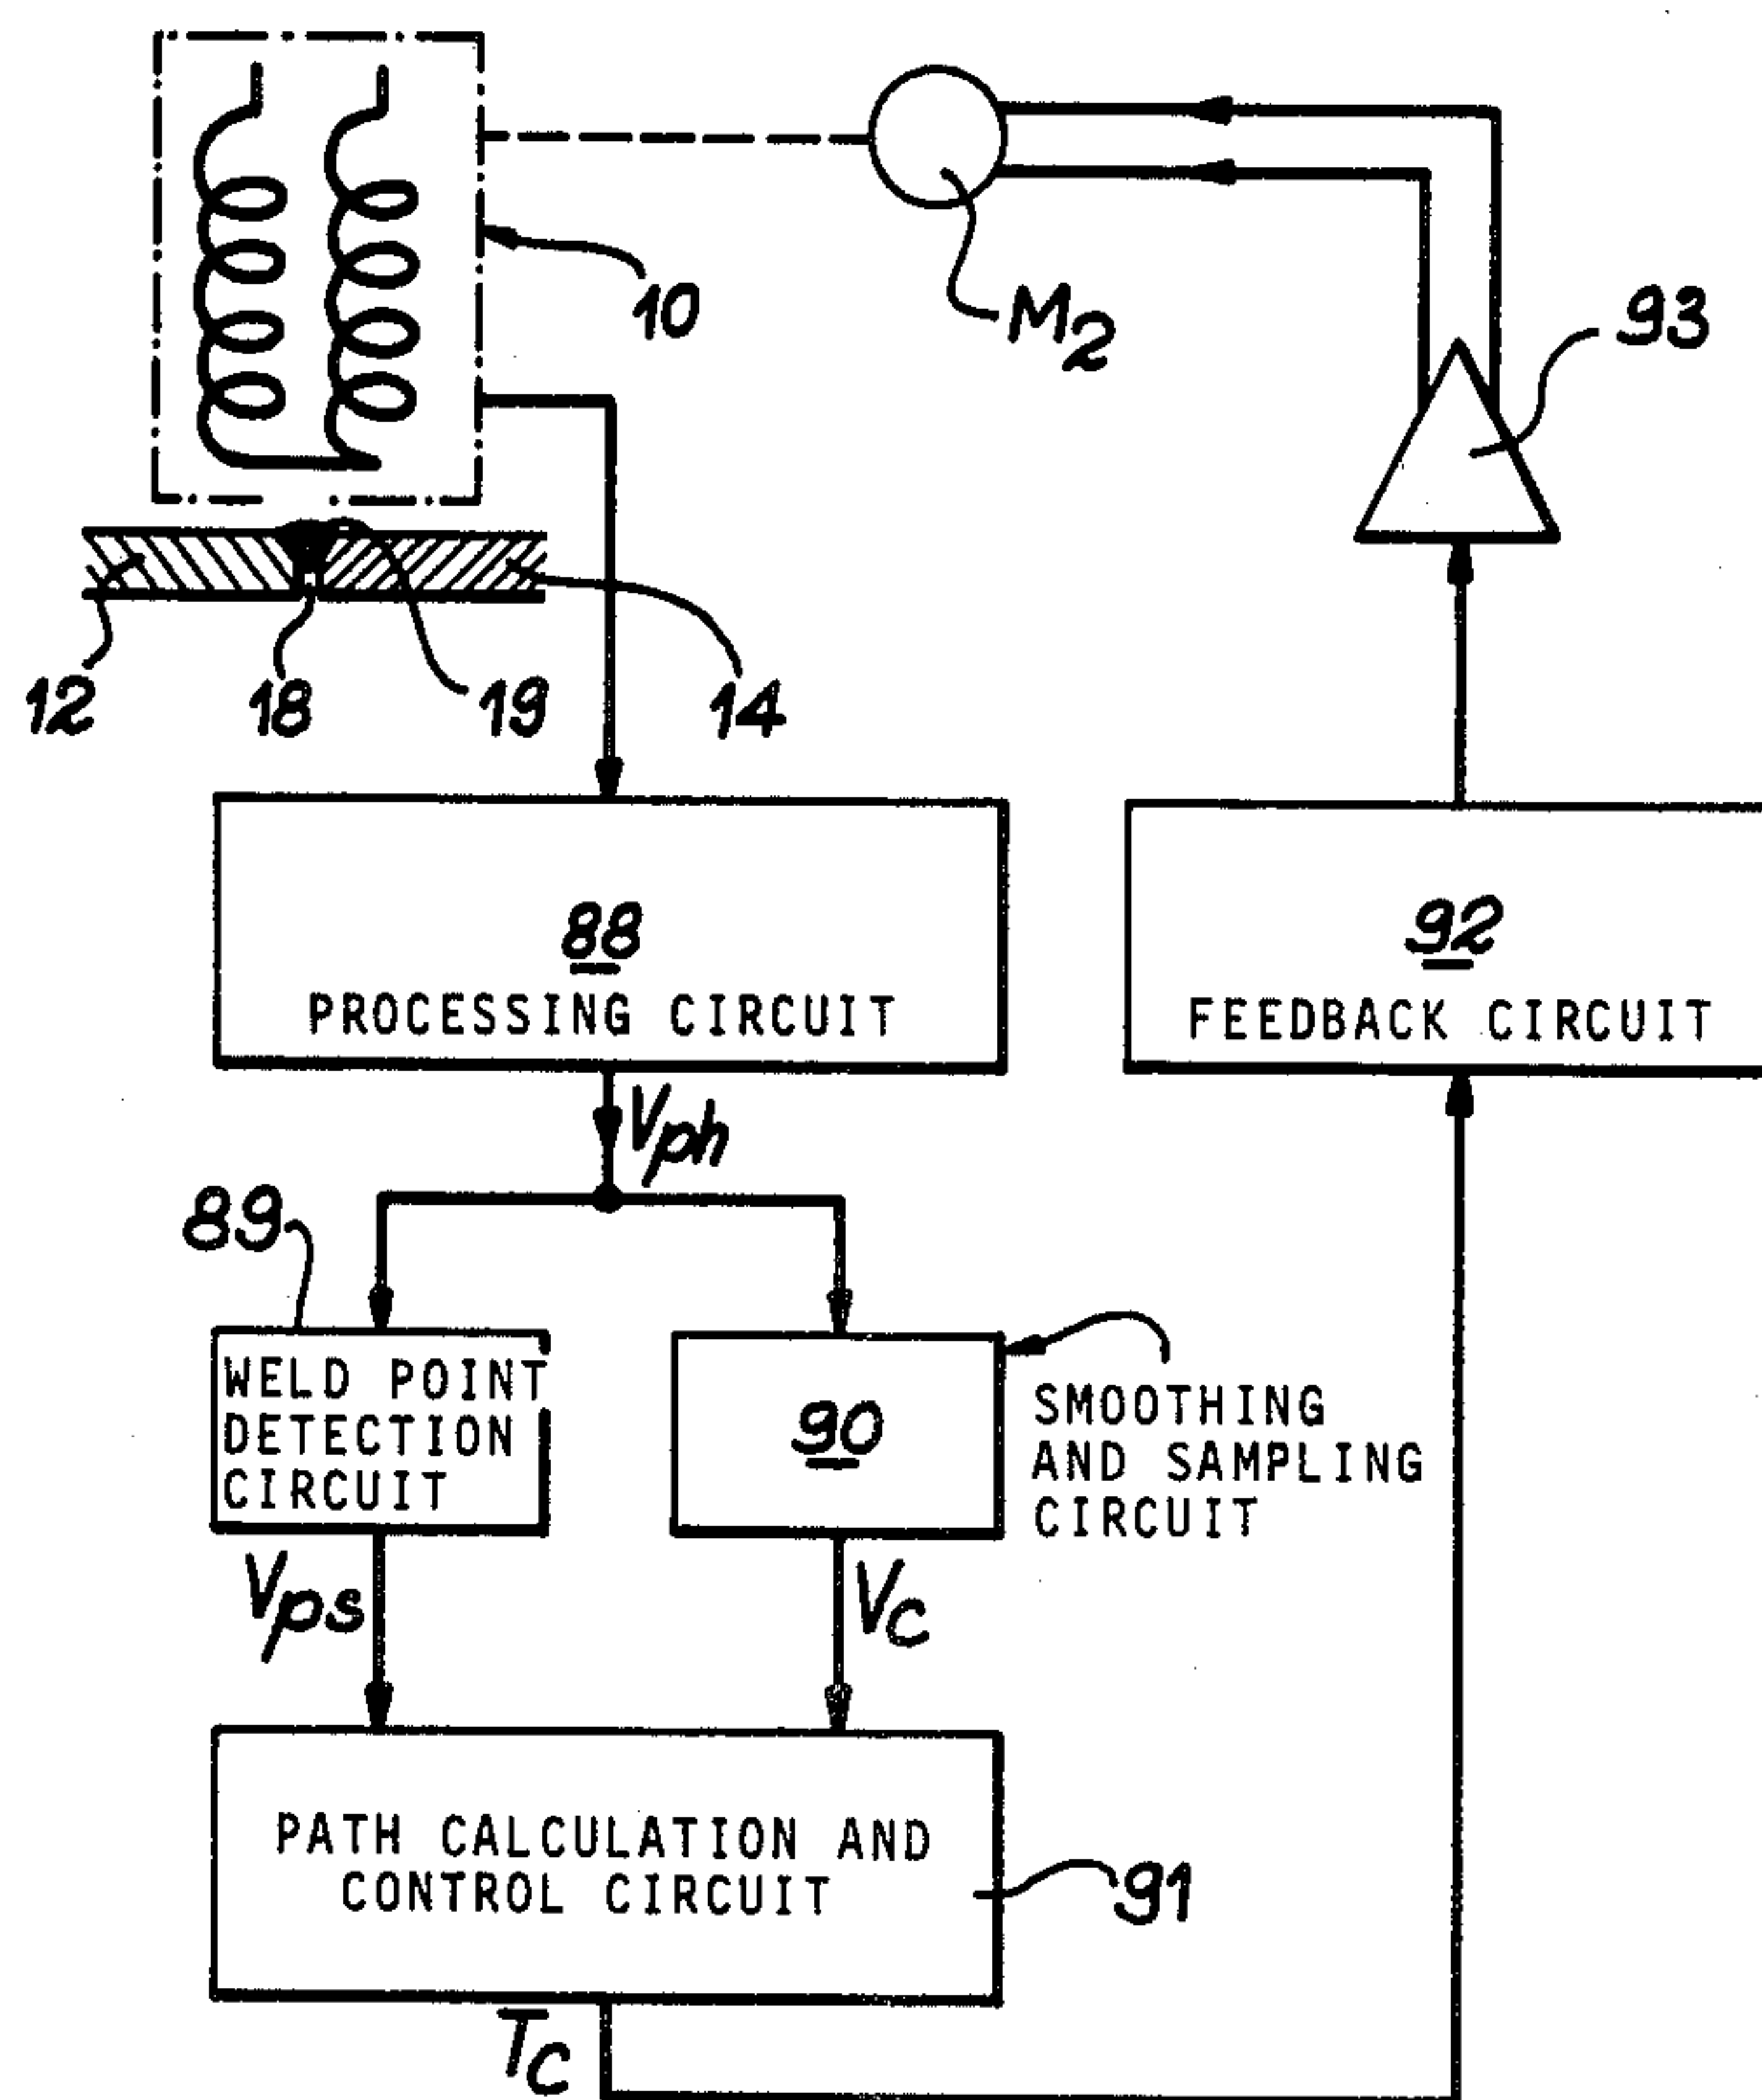 10
M2
93
12
18
19
14
88
PROCESSING CIRCUIT
92
FEEDBACK CIRCUIT
Vph
89
WELD POINT
DETECTION
CIRCUIT
90
SMOOTHING
AND SAMPLING
CIRCUIT
Vps
Vc
PATH CALCULATION AND
CONTROL CIRCUIT
91
Tc